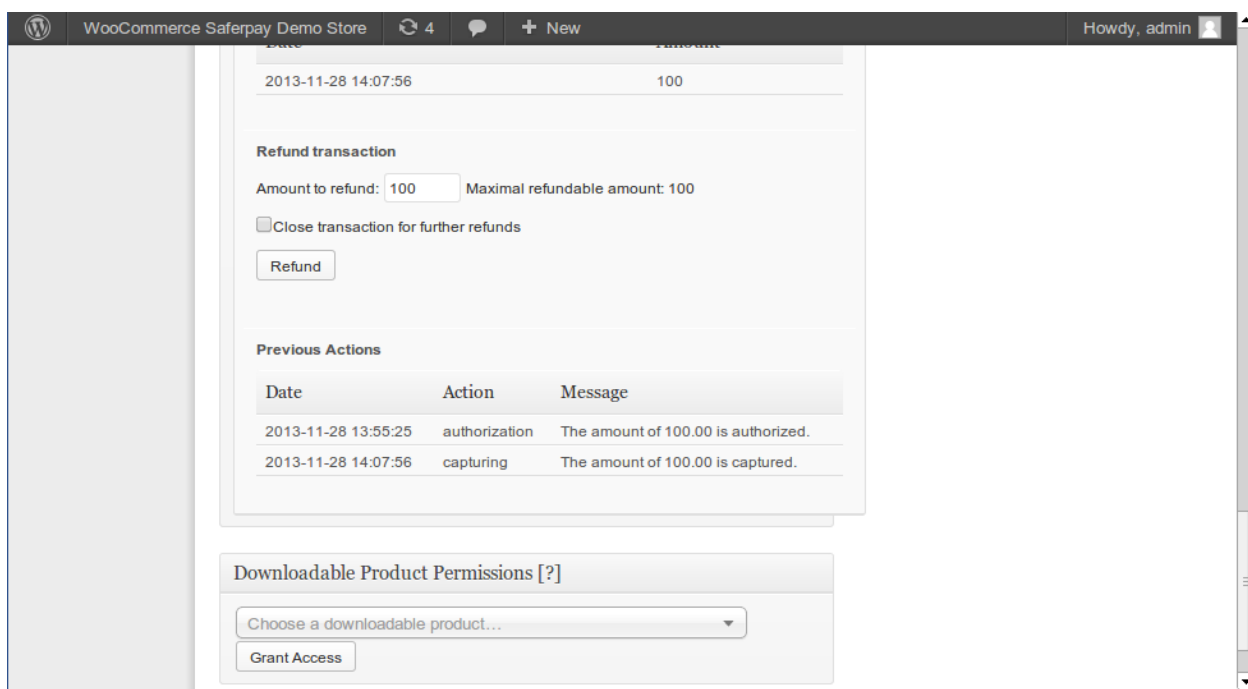 WooCommerce Saferpay Demo Store 4 + New Howdy, admin
Date Amount
2013-11-28 14:07:56 100
Refund transaction
Amount to refund: 100 Maximal refundable amount: 100
Close transaction for further refunds
Refund
Previous Actions
Date Action Message
2013-11-28 13:55:25 authorization The amount of 100.00 is authorized.
2013-11-28 14:07:56 capturing The amount of 100.00 is captured.
Downloadable Product Permissions [?]
Choose a downloadable product...
Grant Access